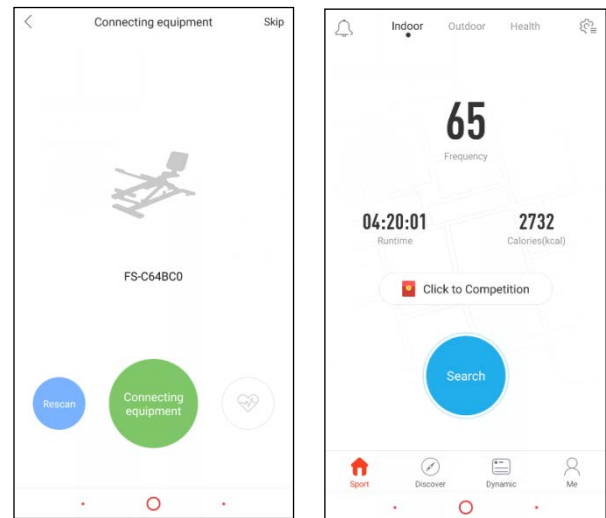 Connecting equipment Skip
FS-C64BC0
Rescan
Connecting
equipment
Indoor Outdoor Health
65
Frequency
04:20:01 2732
Runtime Calories(kcal)
Click to Competition
Search
Sport Discover Dynamic Me